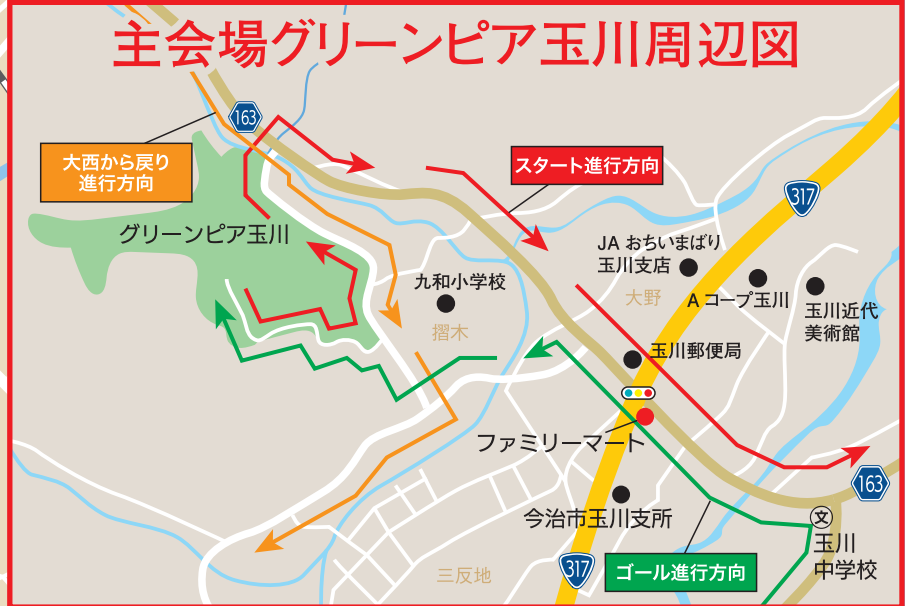 主会場グリーンピア玉川周辺図
163
大西から戻り
進行方向
スタート進行方向
317
グリーンピア玉川
JA おちいまばり
玉川支店
九和小学校
大野
A コープ玉川
玉川近代
美術館
摺木
玉川郵便局
ファミリーマート
163
今治市玉川支所
文
玉川
中学校
317
ゴール進行方向
三反地